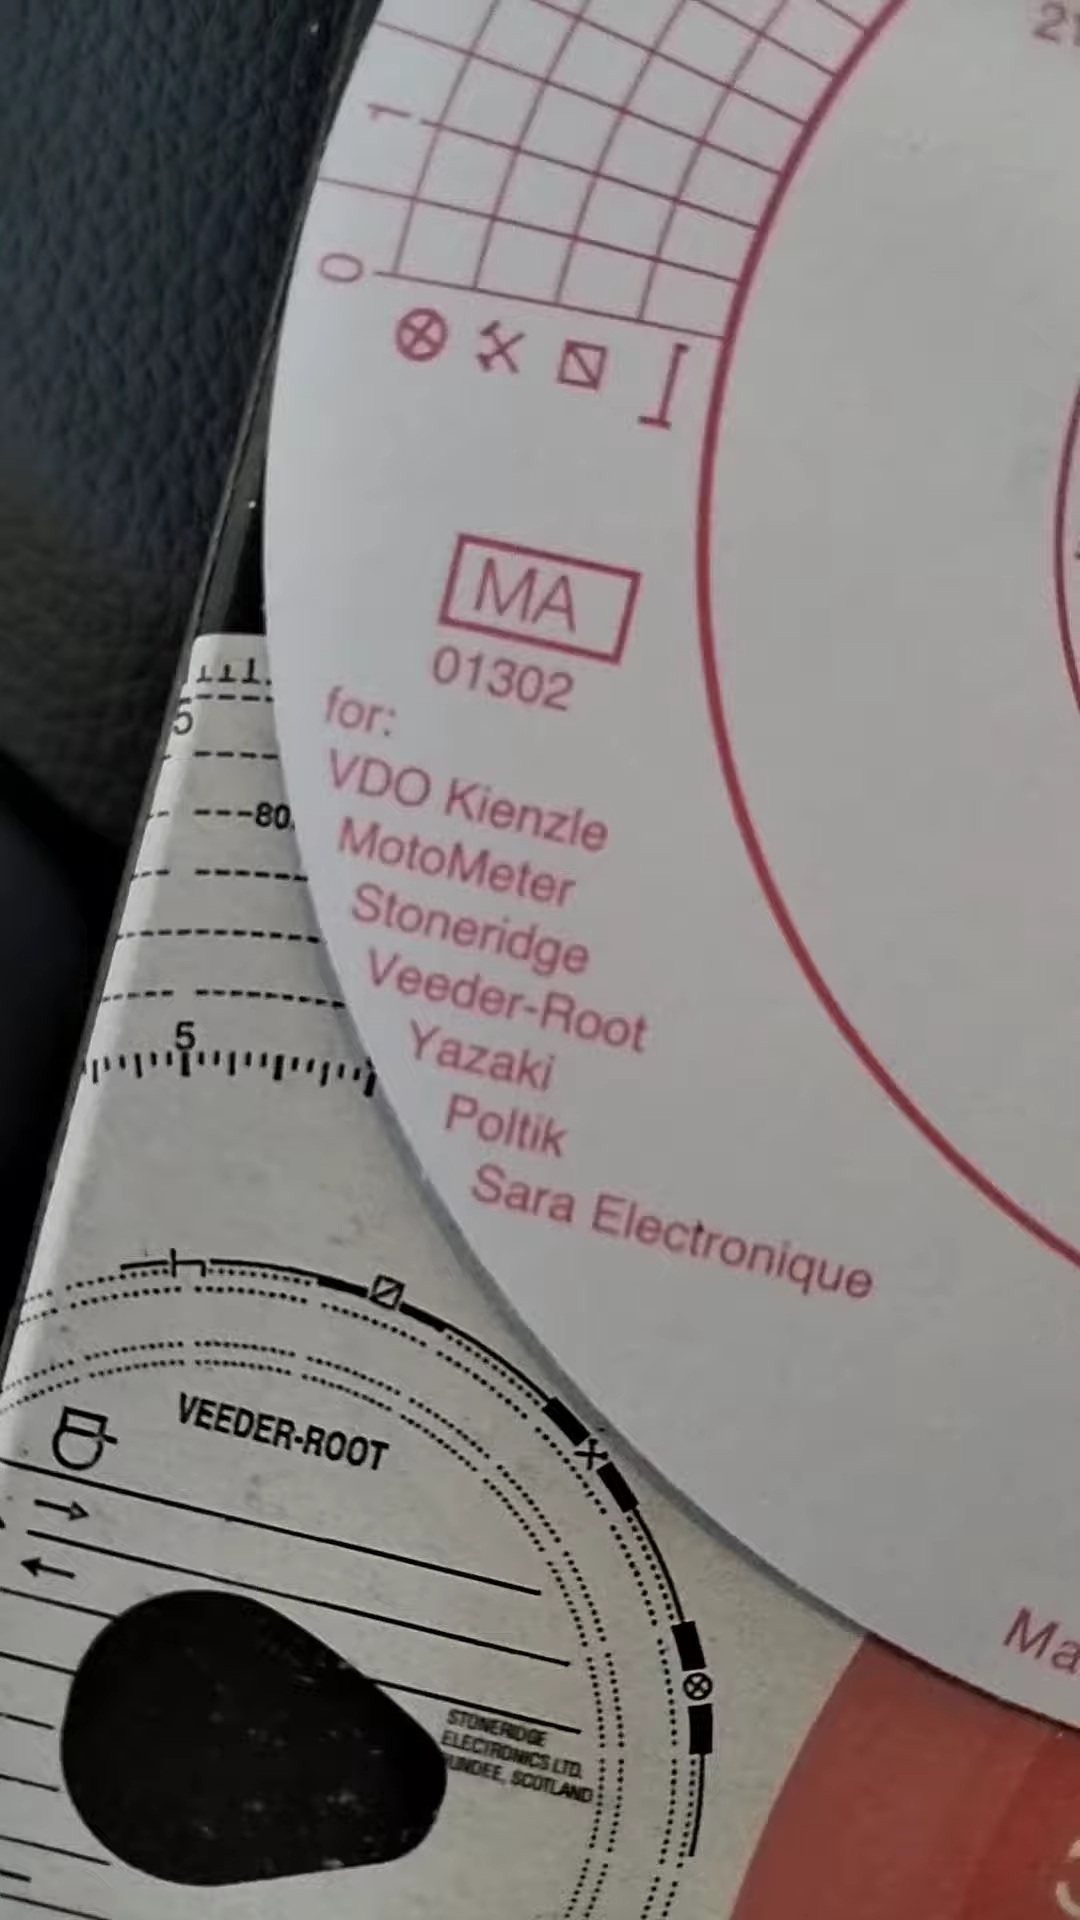 1
0
MA
01302
for:
VDO Kienzle
MotoMeter
Stoneridge
Veeder-Root
Yazaki
Poltik
Sara Electronique
5
80
5
VEEDER-ROOT
STONERIDGE
ELECTRONICS LTD.
DUNDEE, SCOTLAND